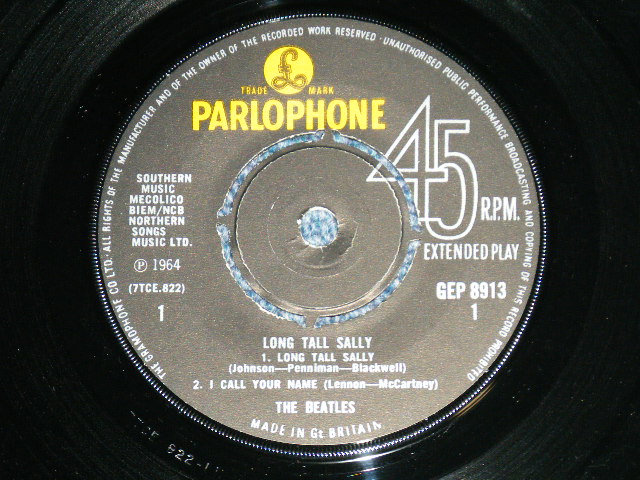 THE GRAMOPHONE CO LTD · ALL RIGHTS OF THE MANUFACTURER AND OF THE OWNER OF THE RECORDED WORK RESERVED · UNAUTHORISED PUBLIC PERFORMANCE BROADCASTING AND COPYING OF THIS RECORD PROHIBITED
£
TRADE MARK
PARLOPHONE
45
R.P.M.
EXTENDED PLAY
SOUTHERN
MUSIC
MECOLICO
BIEM/NCB
NORTHERN
SONGS
MUSIC LTD.
℗ 1964
(7TCE.822)
1
GEP 8913
1
LONG TALL SALLY
1. LONG TALL SALLY
(Johnson—Penniman—Blackwell)
2. I CALL YOUR NAME (Lennon—McCartney)
THE BEATLES
MADE IN Gt. BRITAIN